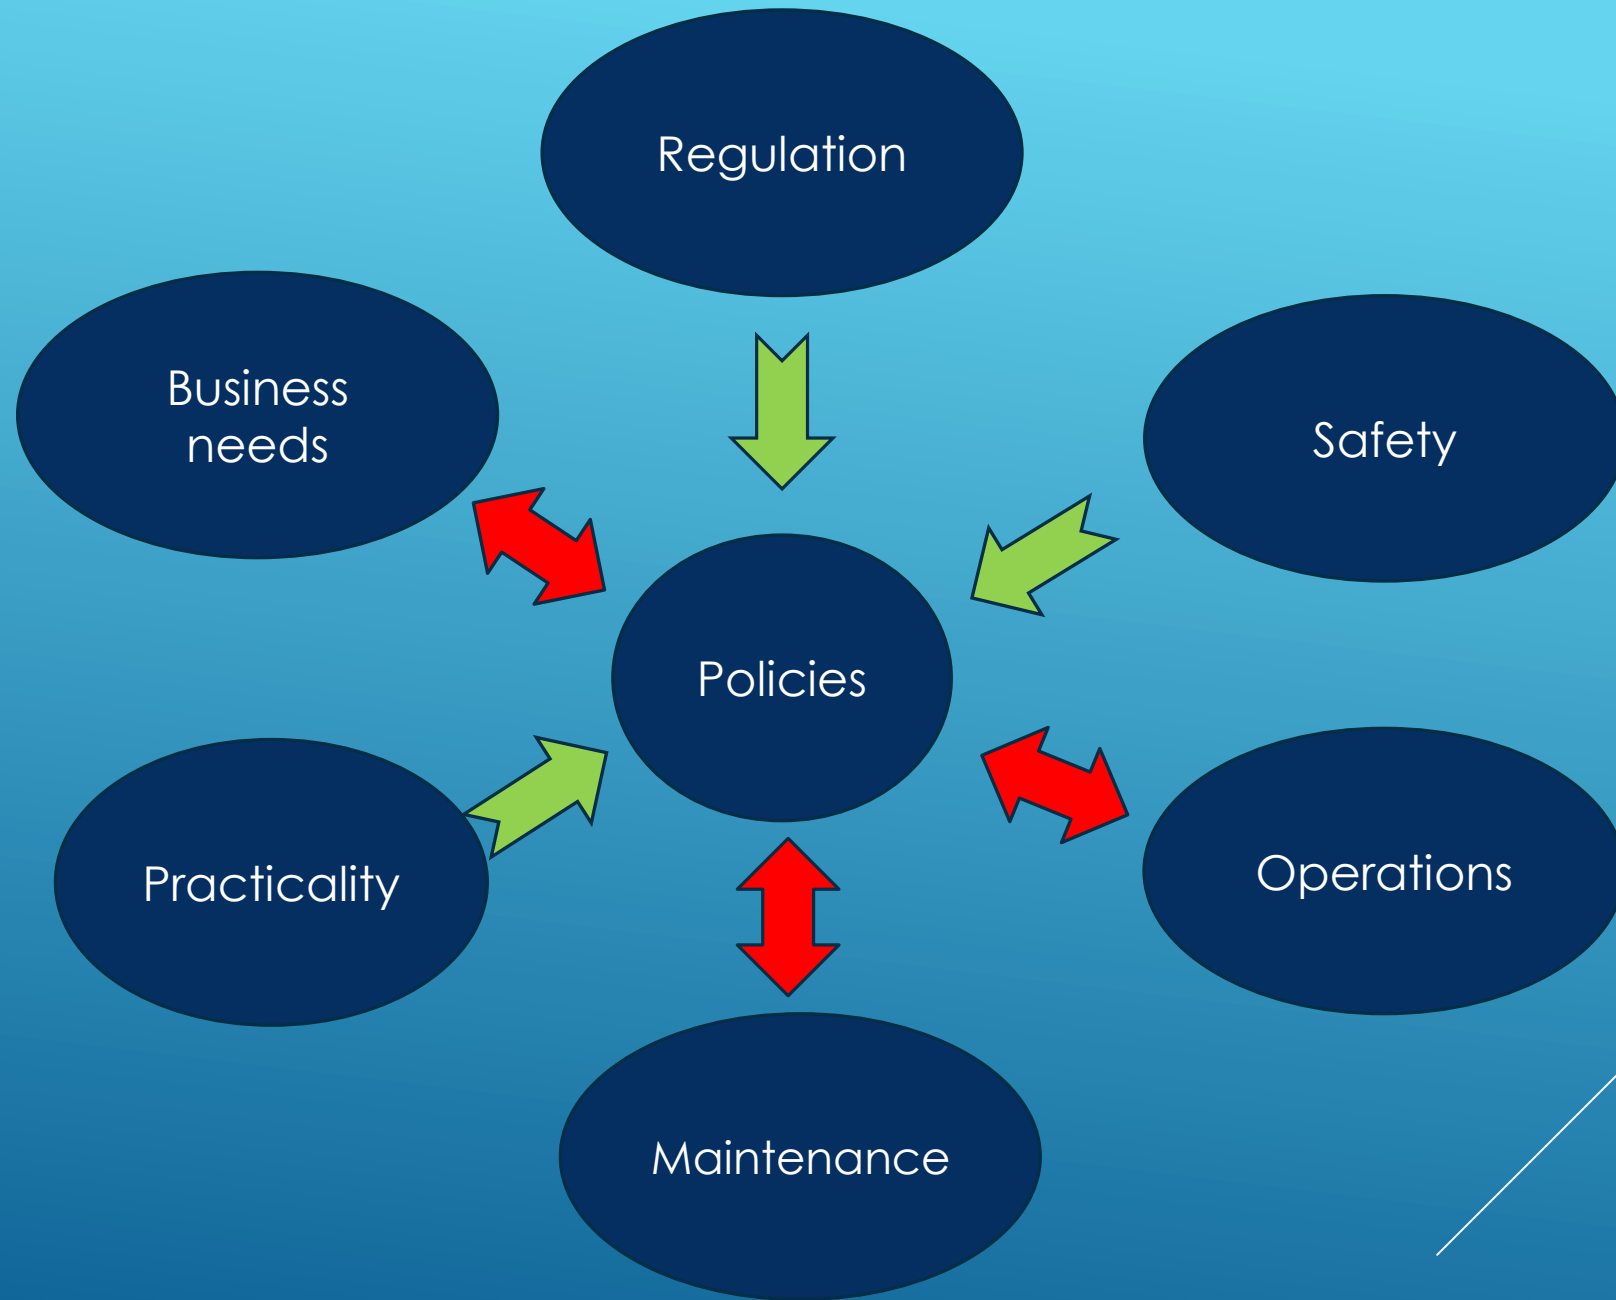 Regulation
Business
needs
Safety
Policies
Practicality
Operations
Maintenance